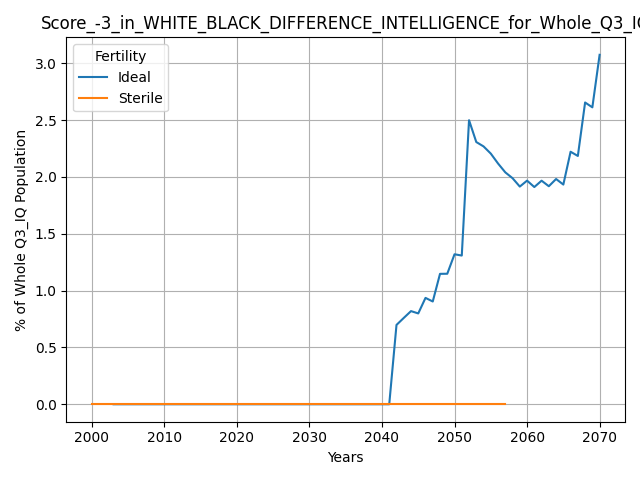 Score_-3_in_WHITE_BLACK_DIFFERENCE_INTELLIGENCE_for_Whole_Q3_IQ
Fertility
Ideal
Sterile
% of Whole Q3_IQ Population
3.0
2.5
2.0
1.5
1.0
0.5
0.0
2000 2010 2020 2030 2040 2050 2060 2070
Years